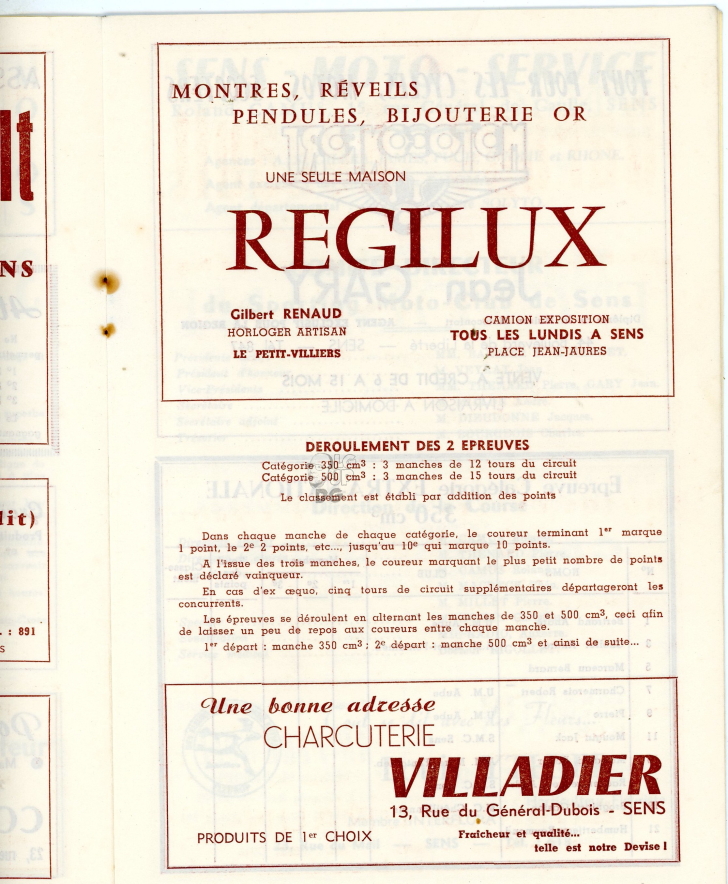 MONTRES, RÉVEILS
PENDULES, BIJOUTERIE OR
UNE SEULE MAISON
REGILUX
Gilbert RENAUD
HORLOGER ARTISAN
LE PETIT-VILLIERS
CAMION EXPOSITION
TOUS LES LUNDIS A SENS
PLACE JEAN-JAURES
DEROULEMENT DES 2 EPREUVES
Catégorie 350 cm³ : 3 manches de 12 tours du circuit
Catégorie 500 cm³ : 3 manches de 15 tours du circuit
Le classement est établi par addition des points
Dans chaque manche de chaque catégorie, le coureur terminant 1er marque
1 point, le 2e 2 points, etc..., jusqu'au 10e qui marque 10 points.
A l'issue des trois manches, le coureur marquant le plus petit nombre de points
est déclaré vainqueur.
En cas d'ex æquo, cinq tours de circuit supplémentaires départageront les
concurrents.
Les épreuves se déroulent en alternant les manches de 350 et 500 cm³, ceci afin
de laisser un peu de repos aux coureurs entre chaque manche.
1er départ : manche 350 cm³ ; 2e départ : manche 500 cm³ et ainsi de suite...
Une bonne adresse
CHARCUTERIE
VILLADIER
13, Rue du Général-Dubois - SENS
PRODUITS DE 1er CHOIX
Fraîcheur et qualité...
telle est notre Devise !
lt
NS
dit)
. : 891
S